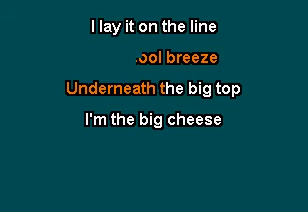 I lay it on the line
breeze
Underneath the big top
I'm the big cheese